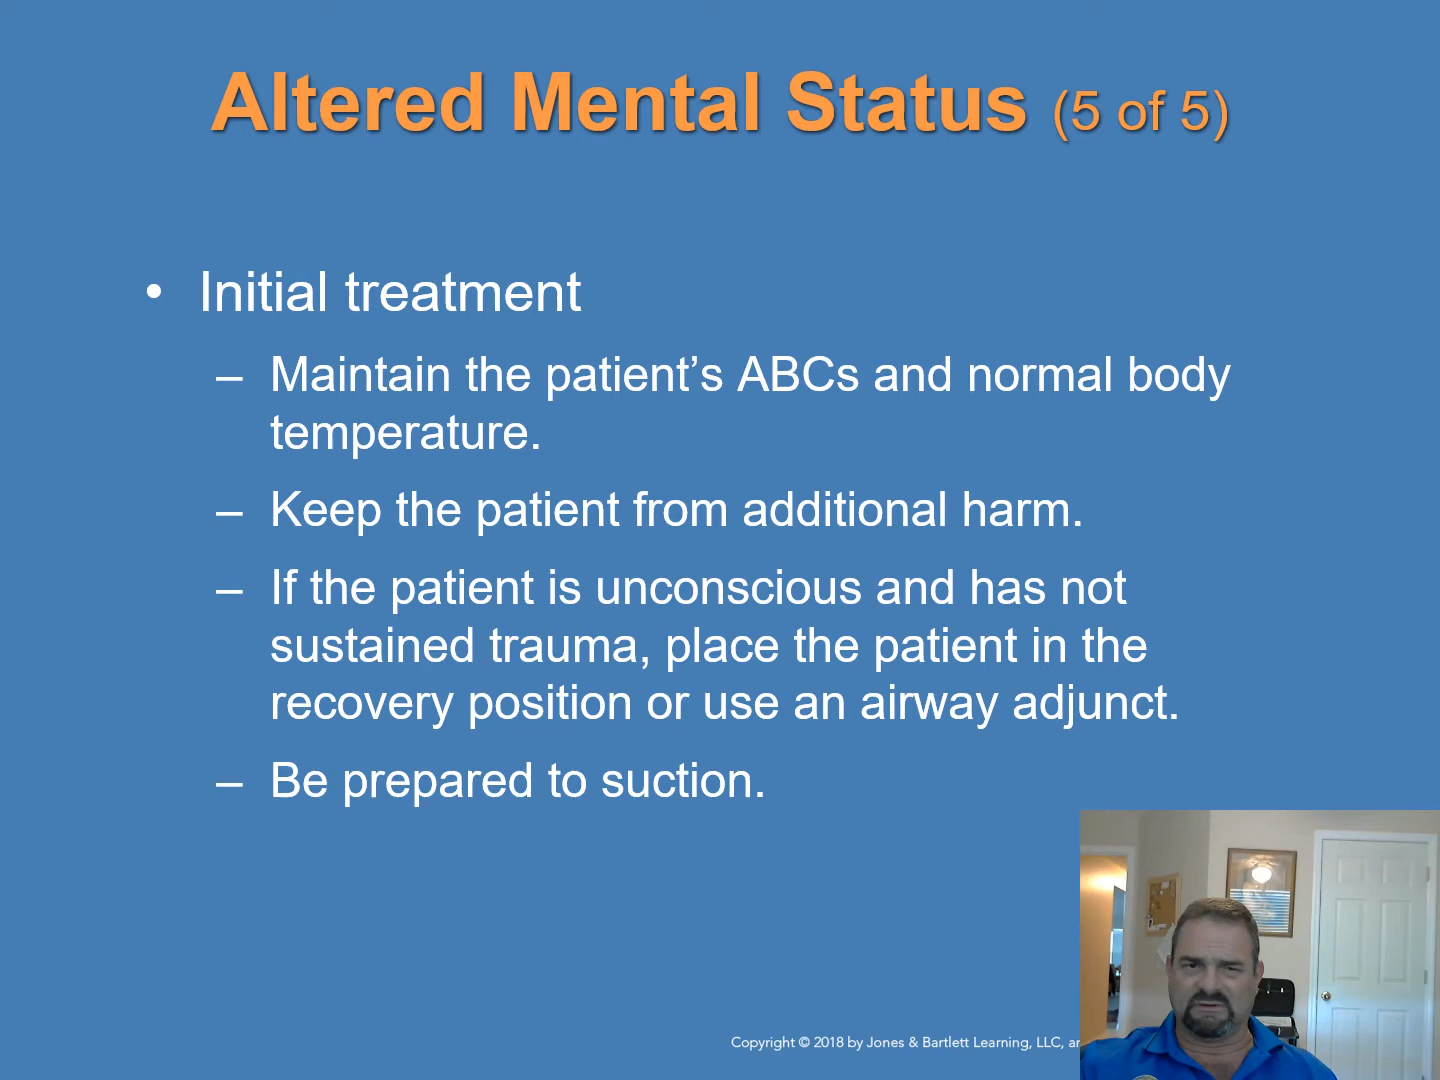 Altered Mental Status (5 of 5)
• Initial treatment
– Maintain the patient’s ABCs and normal body
temperature.
– Keep the patient from additional harm.
– If the patient is unconscious and has not
sustained trauma, place the patient in the
recovery position or use an airway adjunct.
– Be prepared to suction.
Copyright © 2018 by Jones & Bartlett Learning, LLC,